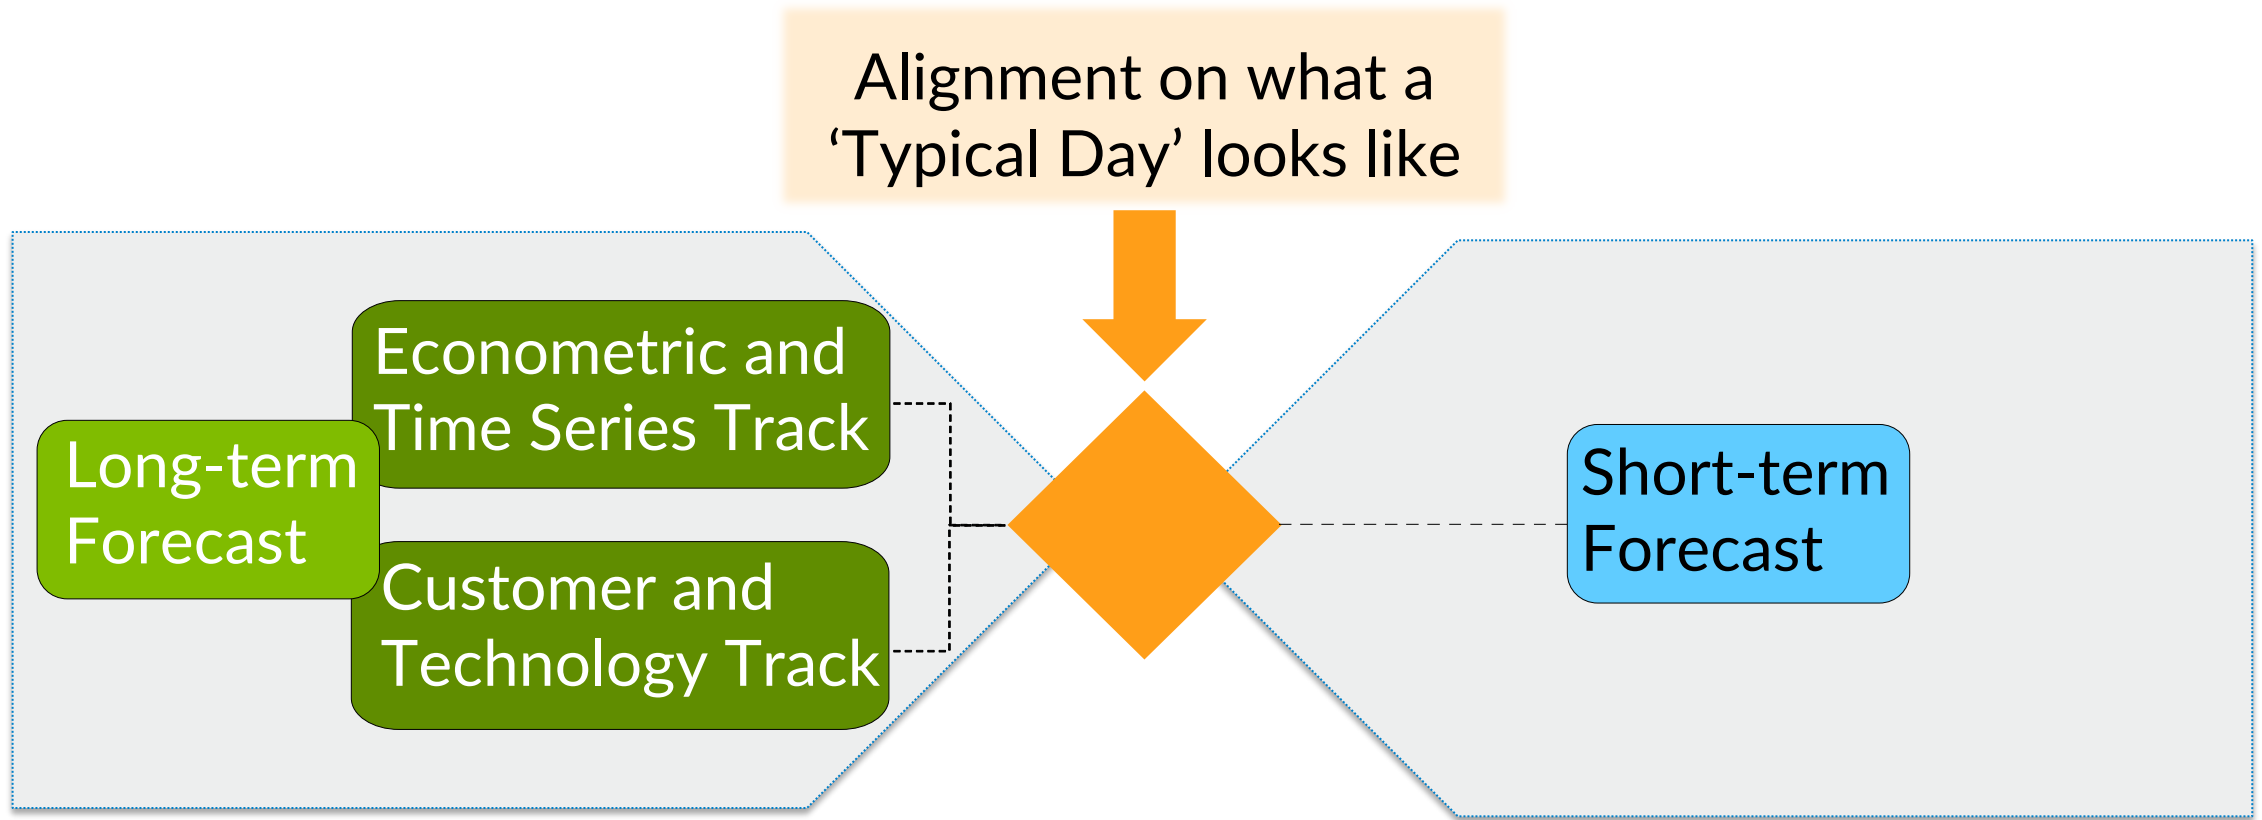 Alignment on what a
‘Typical Day’ looks like
Econometric and
Time Series Track
Long-term
Forecast
Customer and
Technology Track
Short-term
Forecast